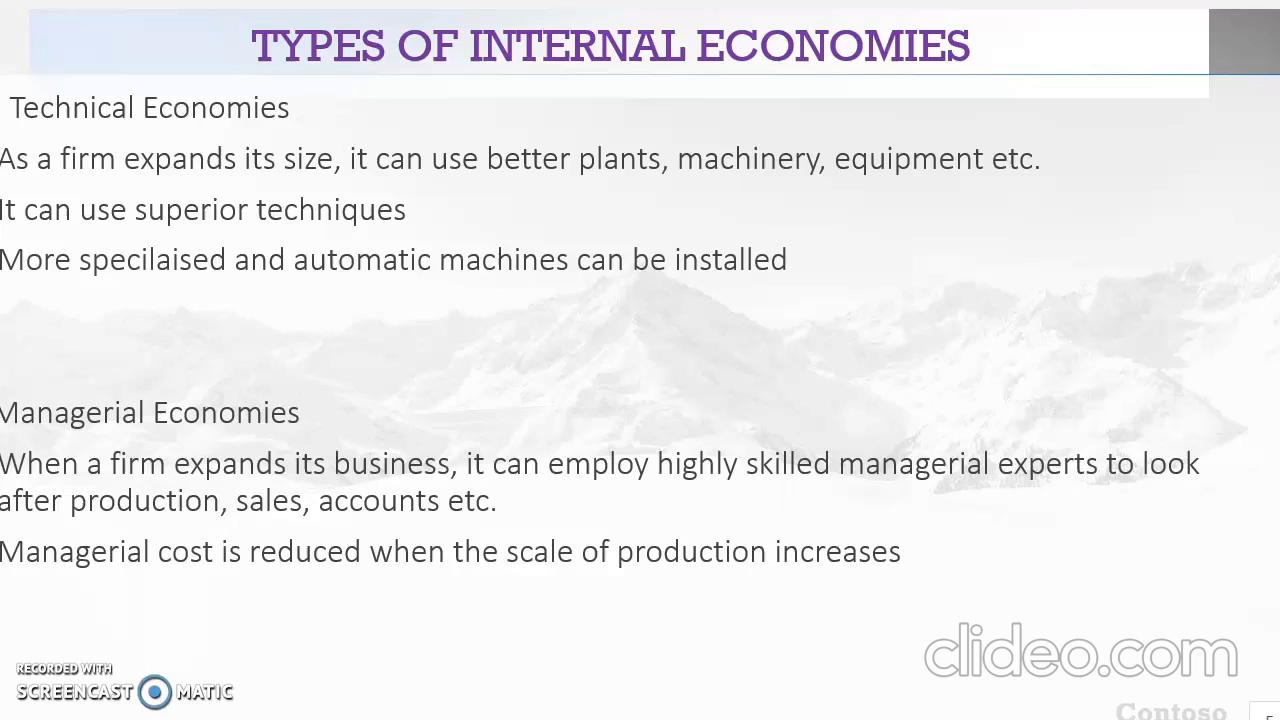 TYPES OF INTERNAL ECONOMIES
Technical Economies
As a firm expands its size, it can use better plants, machinery, equipment etc.
It can use superior techniques
More specilaised and automatic machines can be installed
Managerial Economies
When a firm expands its business, it can employ highly skilled managerial experts to look
after production, sales, accounts etc.
Managerial cost is reduced when the scale of production increases
clideo.com
RECORDED WITH
SCREENCAST MATIC
Contoso